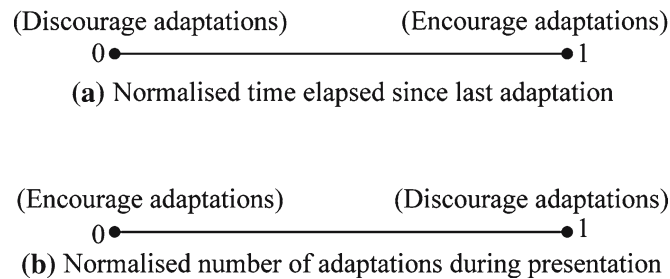 (Discourage adaptations) (Encourage adaptations)
0 1
(a) Normalised time elapsed since last adaptation
(Encourage adaptations) (Discourage adaptations)
0 1
(b) Normalised number of adaptations during presentation